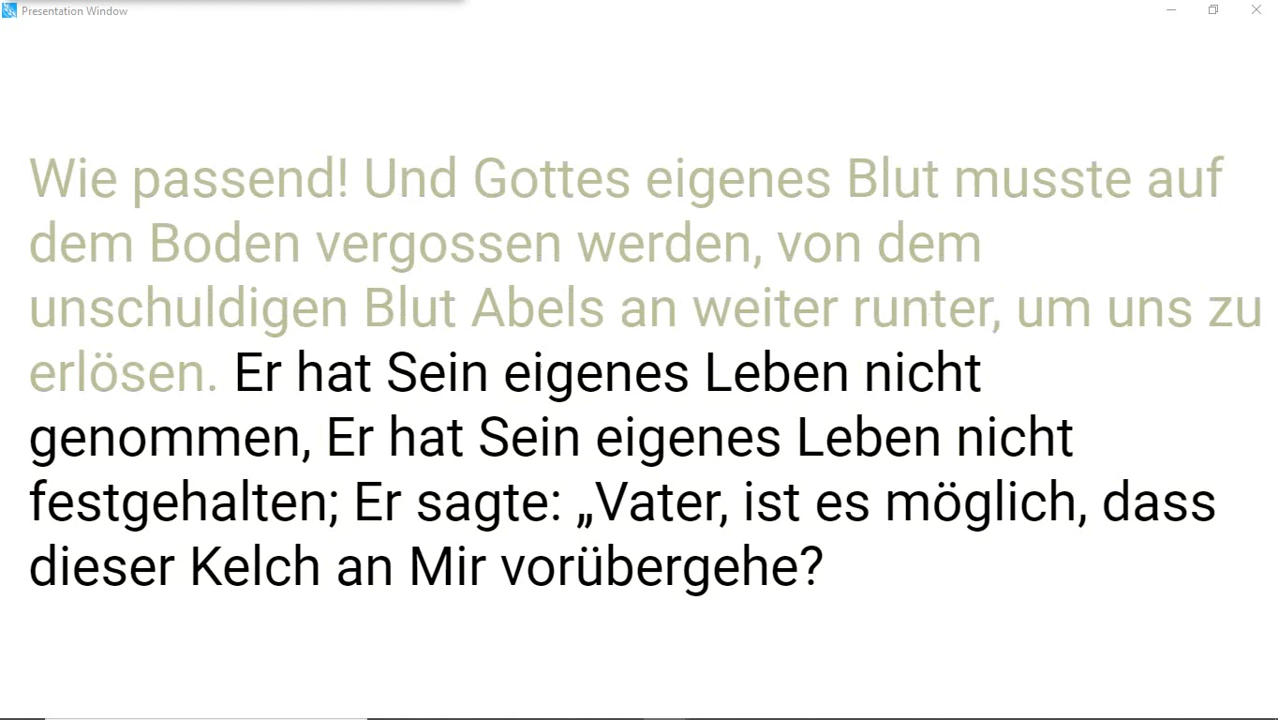 Presentation Window
Wie passend! Und Gottes eigenes Blut musste auf
dem Boden vergossen werden, von dem
unschuldigen Blut Abels an weiter runter, um uns zu
erlösen. Er hat Sein eigenes Leben nicht
genommen, Er hat Sein eigenes Leben nicht
festgehalten; Er sagte: „Vater, ist es möglich, dass
dieser Kelch an Mir vorübergehe?